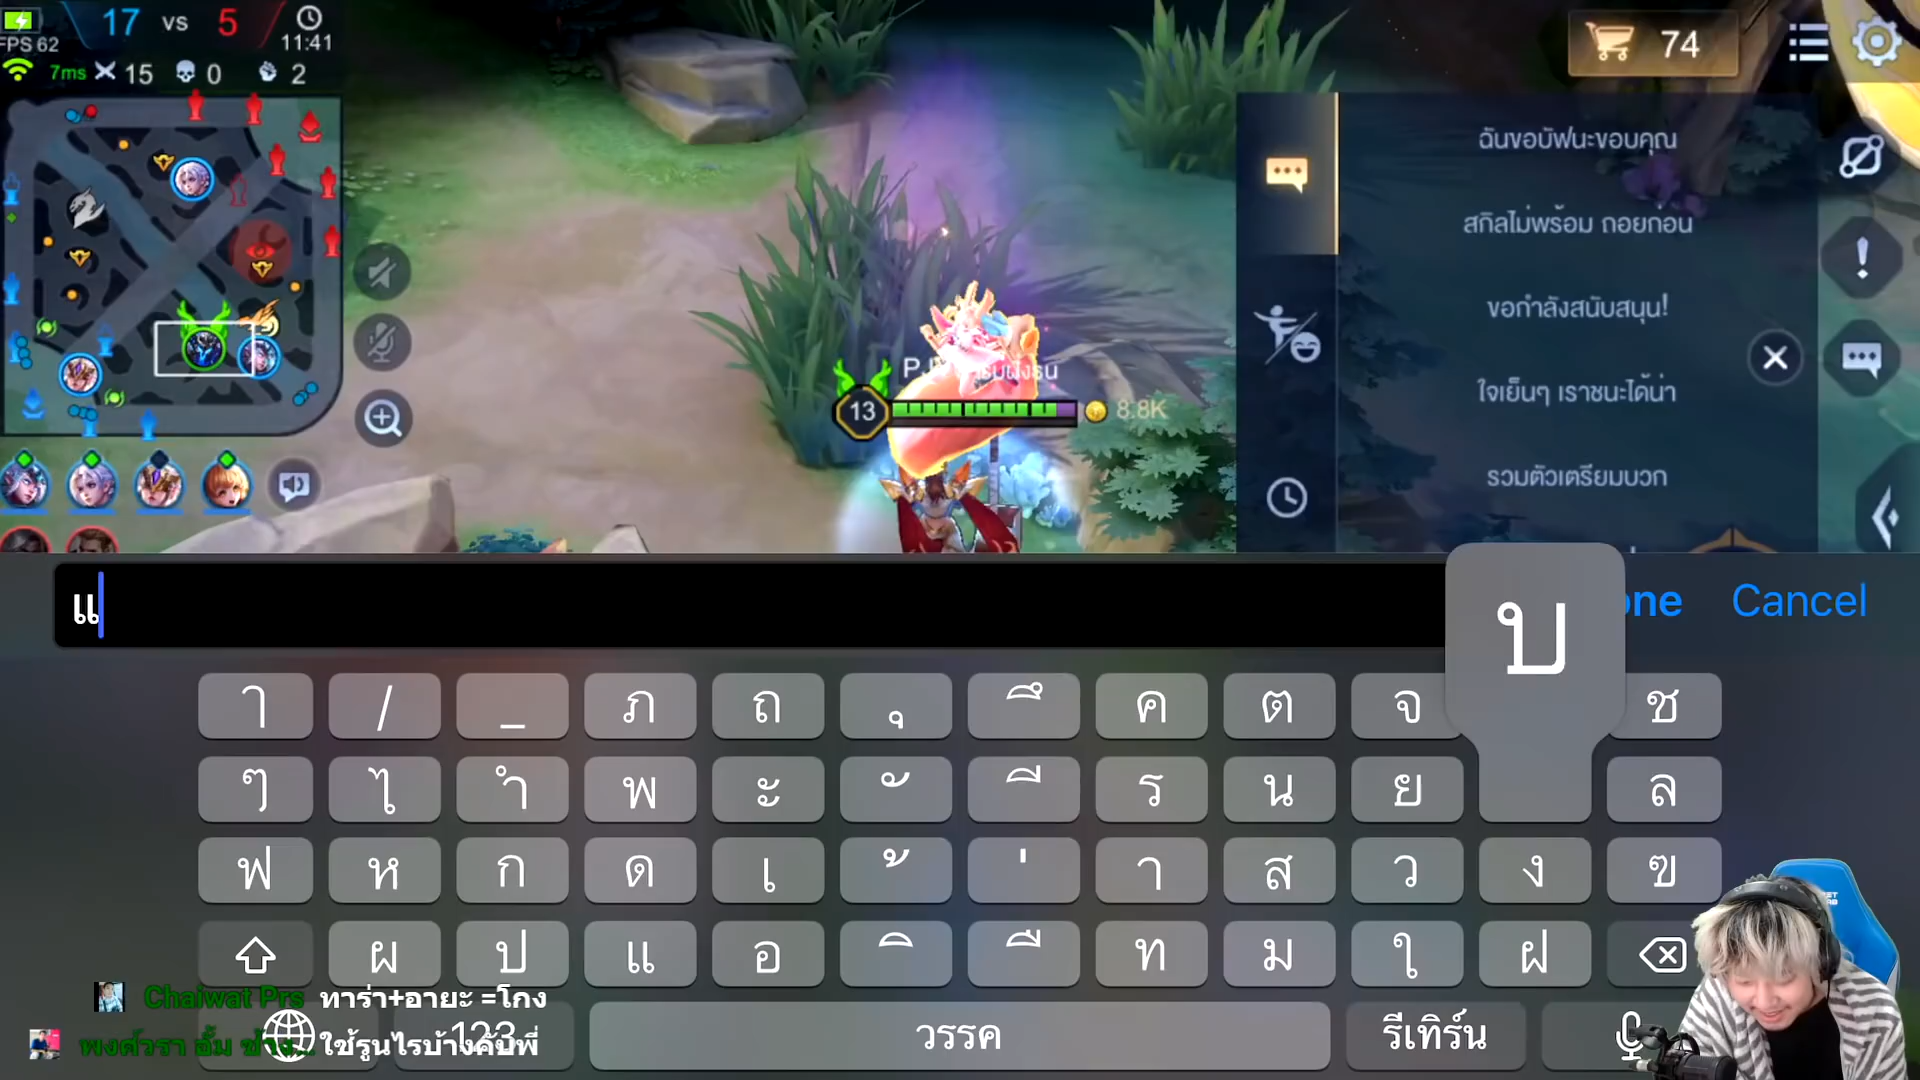 17 vs 5
11:41
FPS 62
7ms 15 0 2
74
ฉันขอบัฟนะขอบคุณ
สกิลไม่พร้อม ถอยก่อน
ขอกำลังสนับสนุน!
ใจเย็นๆ เราชนะได้น่า
รวมตัวเตรียมบวก
13
8.8K
แ
บ
one Cancel
ๅ / _ ภ ถ ุ ึ ค ต จ ช
ๆ ไ ำ พ ะ ั ี ร น ย ล
ฟ ห ก ด เ ้ ่ า ส ว ง ฃ
ผ ป แ อ ิ ื ท ม ใ ฝ
Chaiwat Prs ทาร่า+อายะ =โกง
ใช้รูนไรบ้างคับพี่
123 วรรค รีเทิร์น